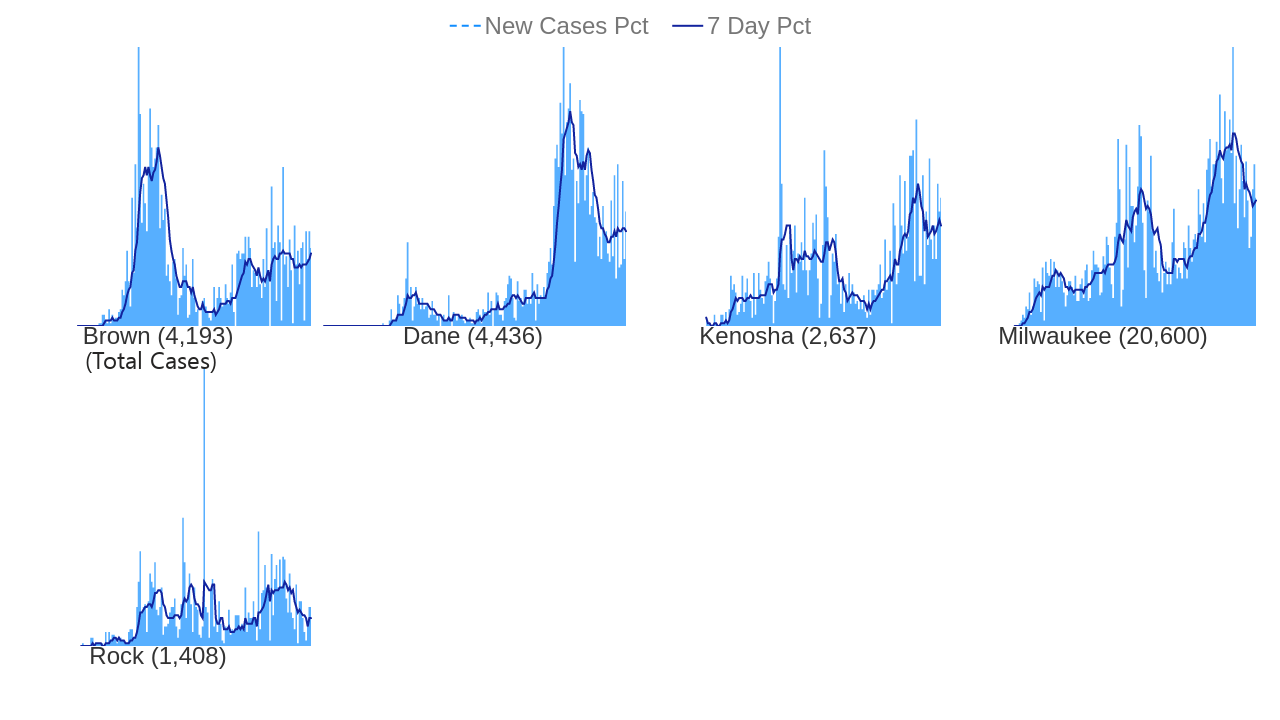 New Cases Pct 7 Day Pct
Brown (4,193) Dane (4,436) Kenosha (2,637) Milwaukee (20,600)
(Total Cases)
Rock (1,408)